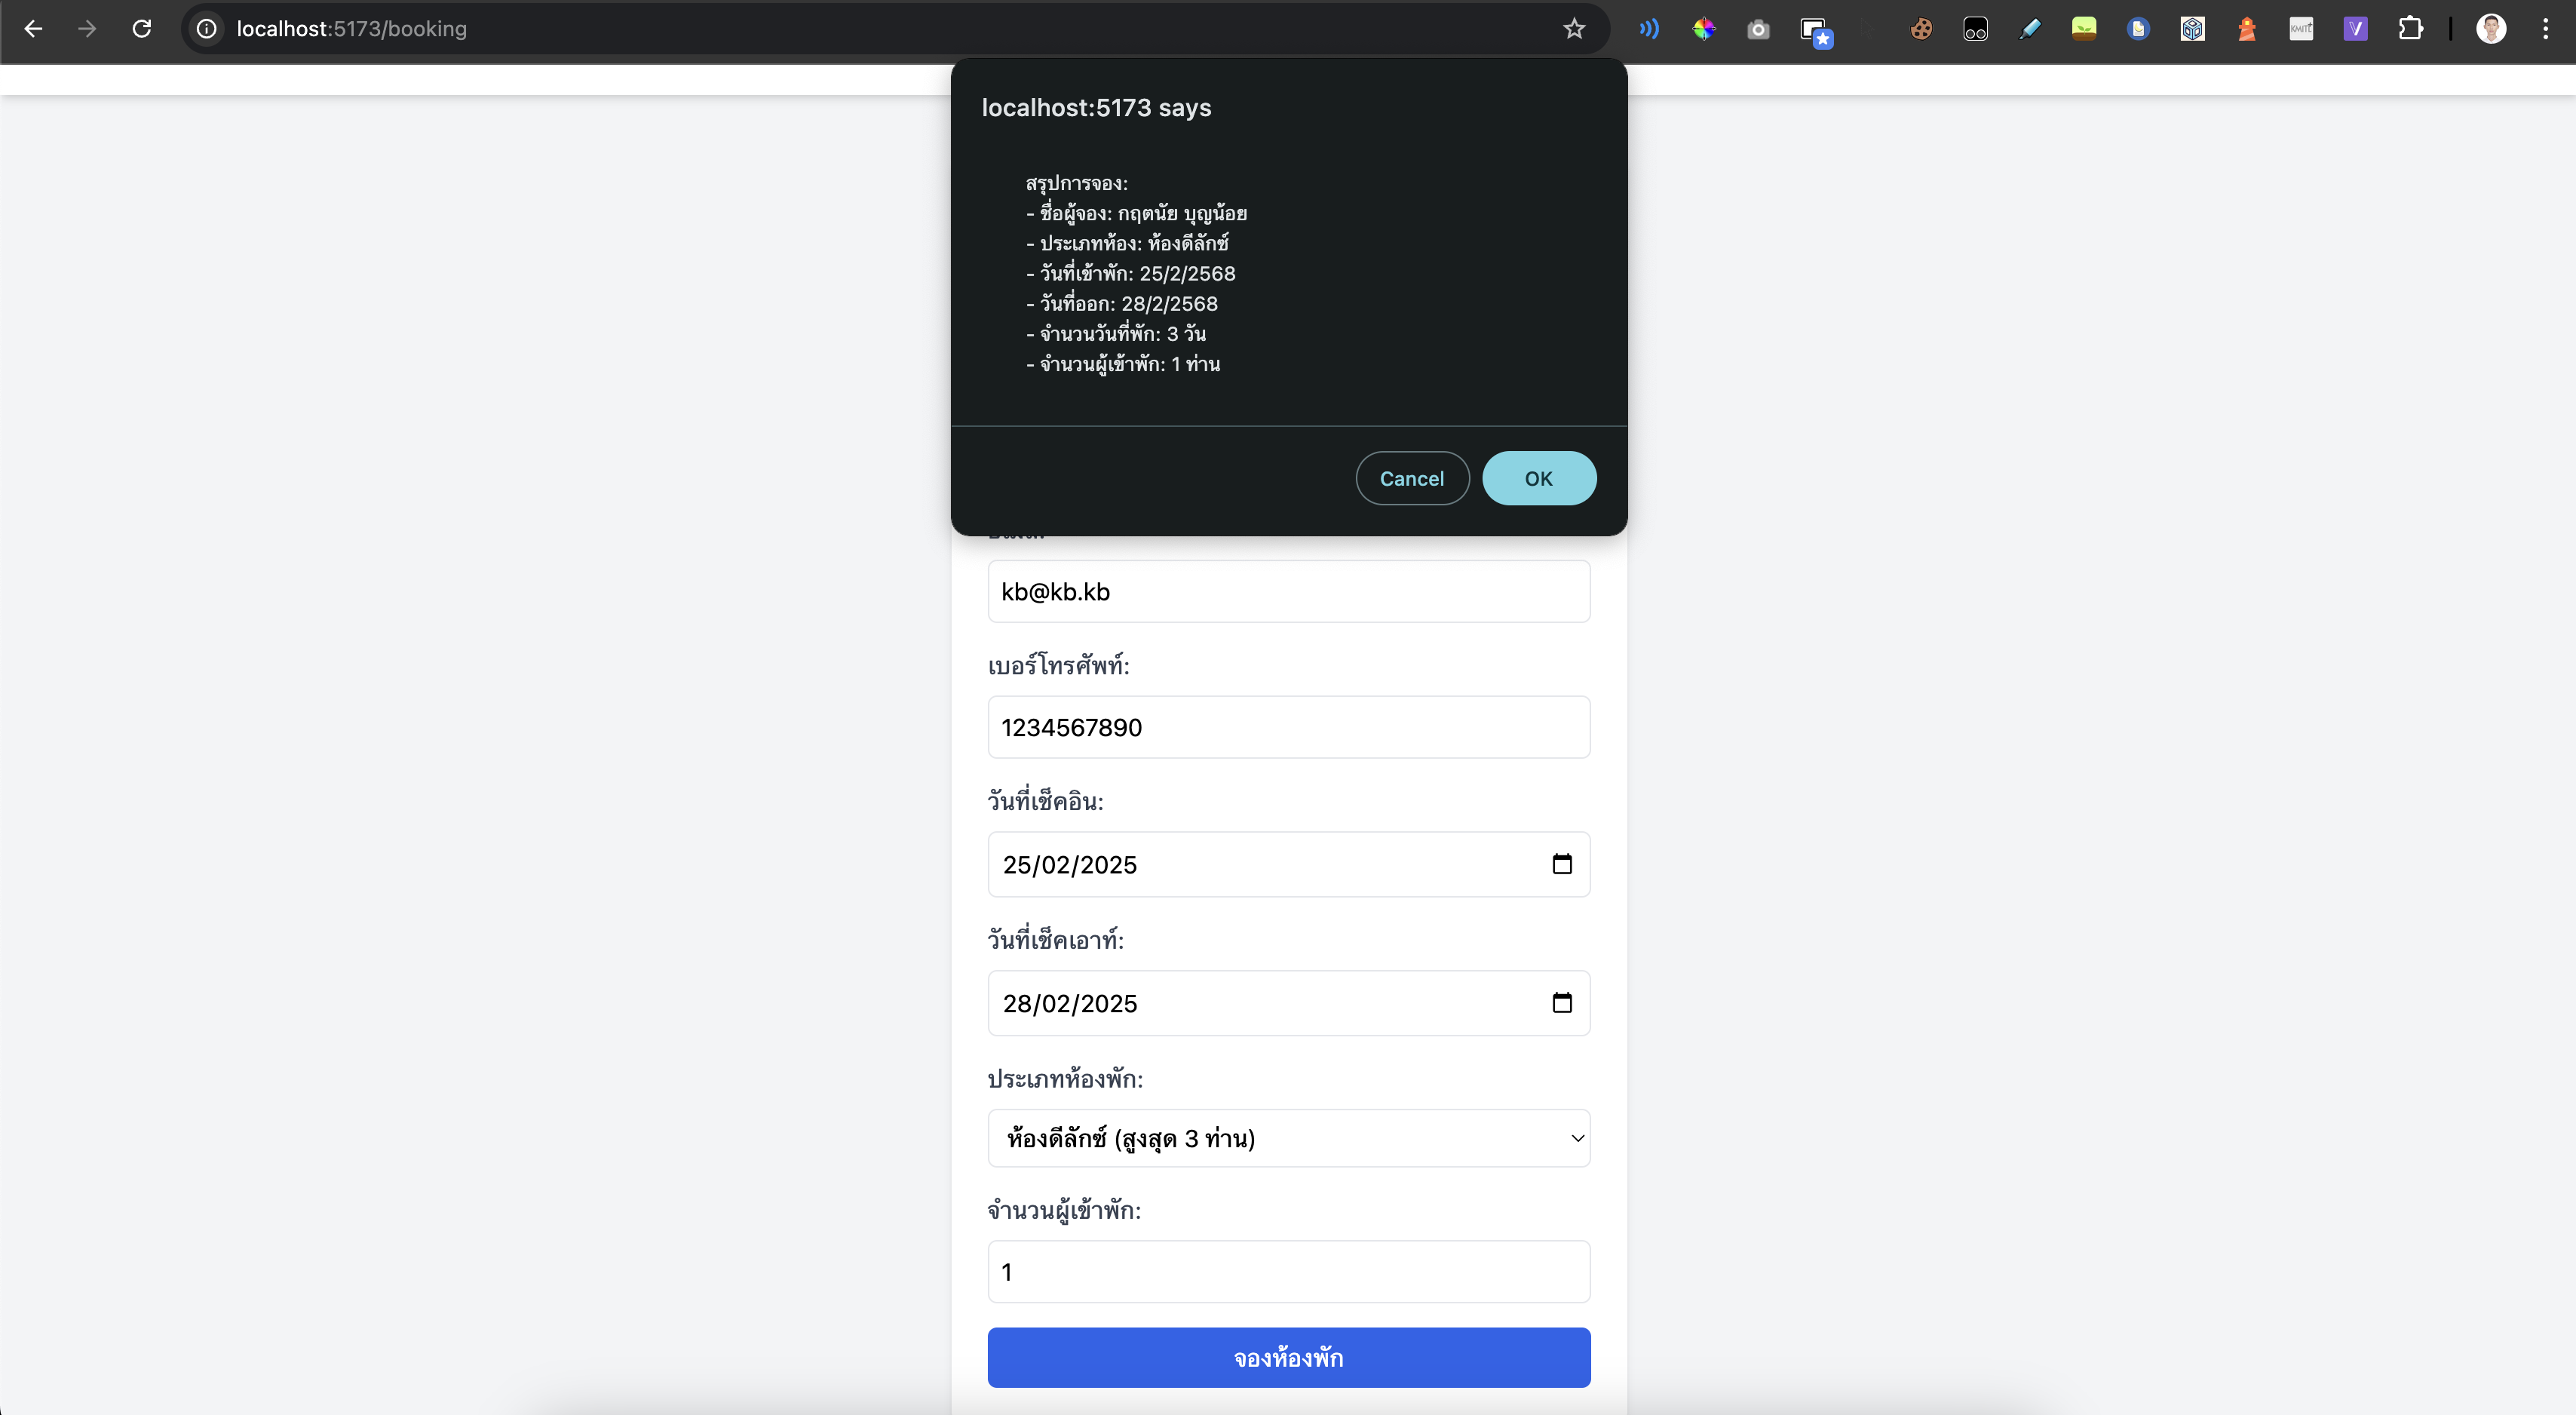 localhost:5173/booking
localhost:5173 says
สรุปการจอง:
- ชื่อผู้จอง: กฤตนัย บุญน้อย
- ประเภทห้อง: ห้องดีลักซ์
- วันที่เข้าพัก: 25/2/2568
- วันที่ออก: 28/2/2568
- จำนวนวันที่พัก: 3 วัน
- จำนวนผู้เข้าพัก: 1 ท่าน
Cancel
OK
kb@kb.kb
เบอร์โทรศัพท์:
1234567890
วันที่เช็คอิน:
25/02/2025
วันที่เช็คเอาท์:
28/02/2025
ประเภทห้องพัก:
ห้องดีลักซ์ (สูงสุด 3 ท่าน)
จำนวนผู้เข้าพัก:
1
จองห้องพัก